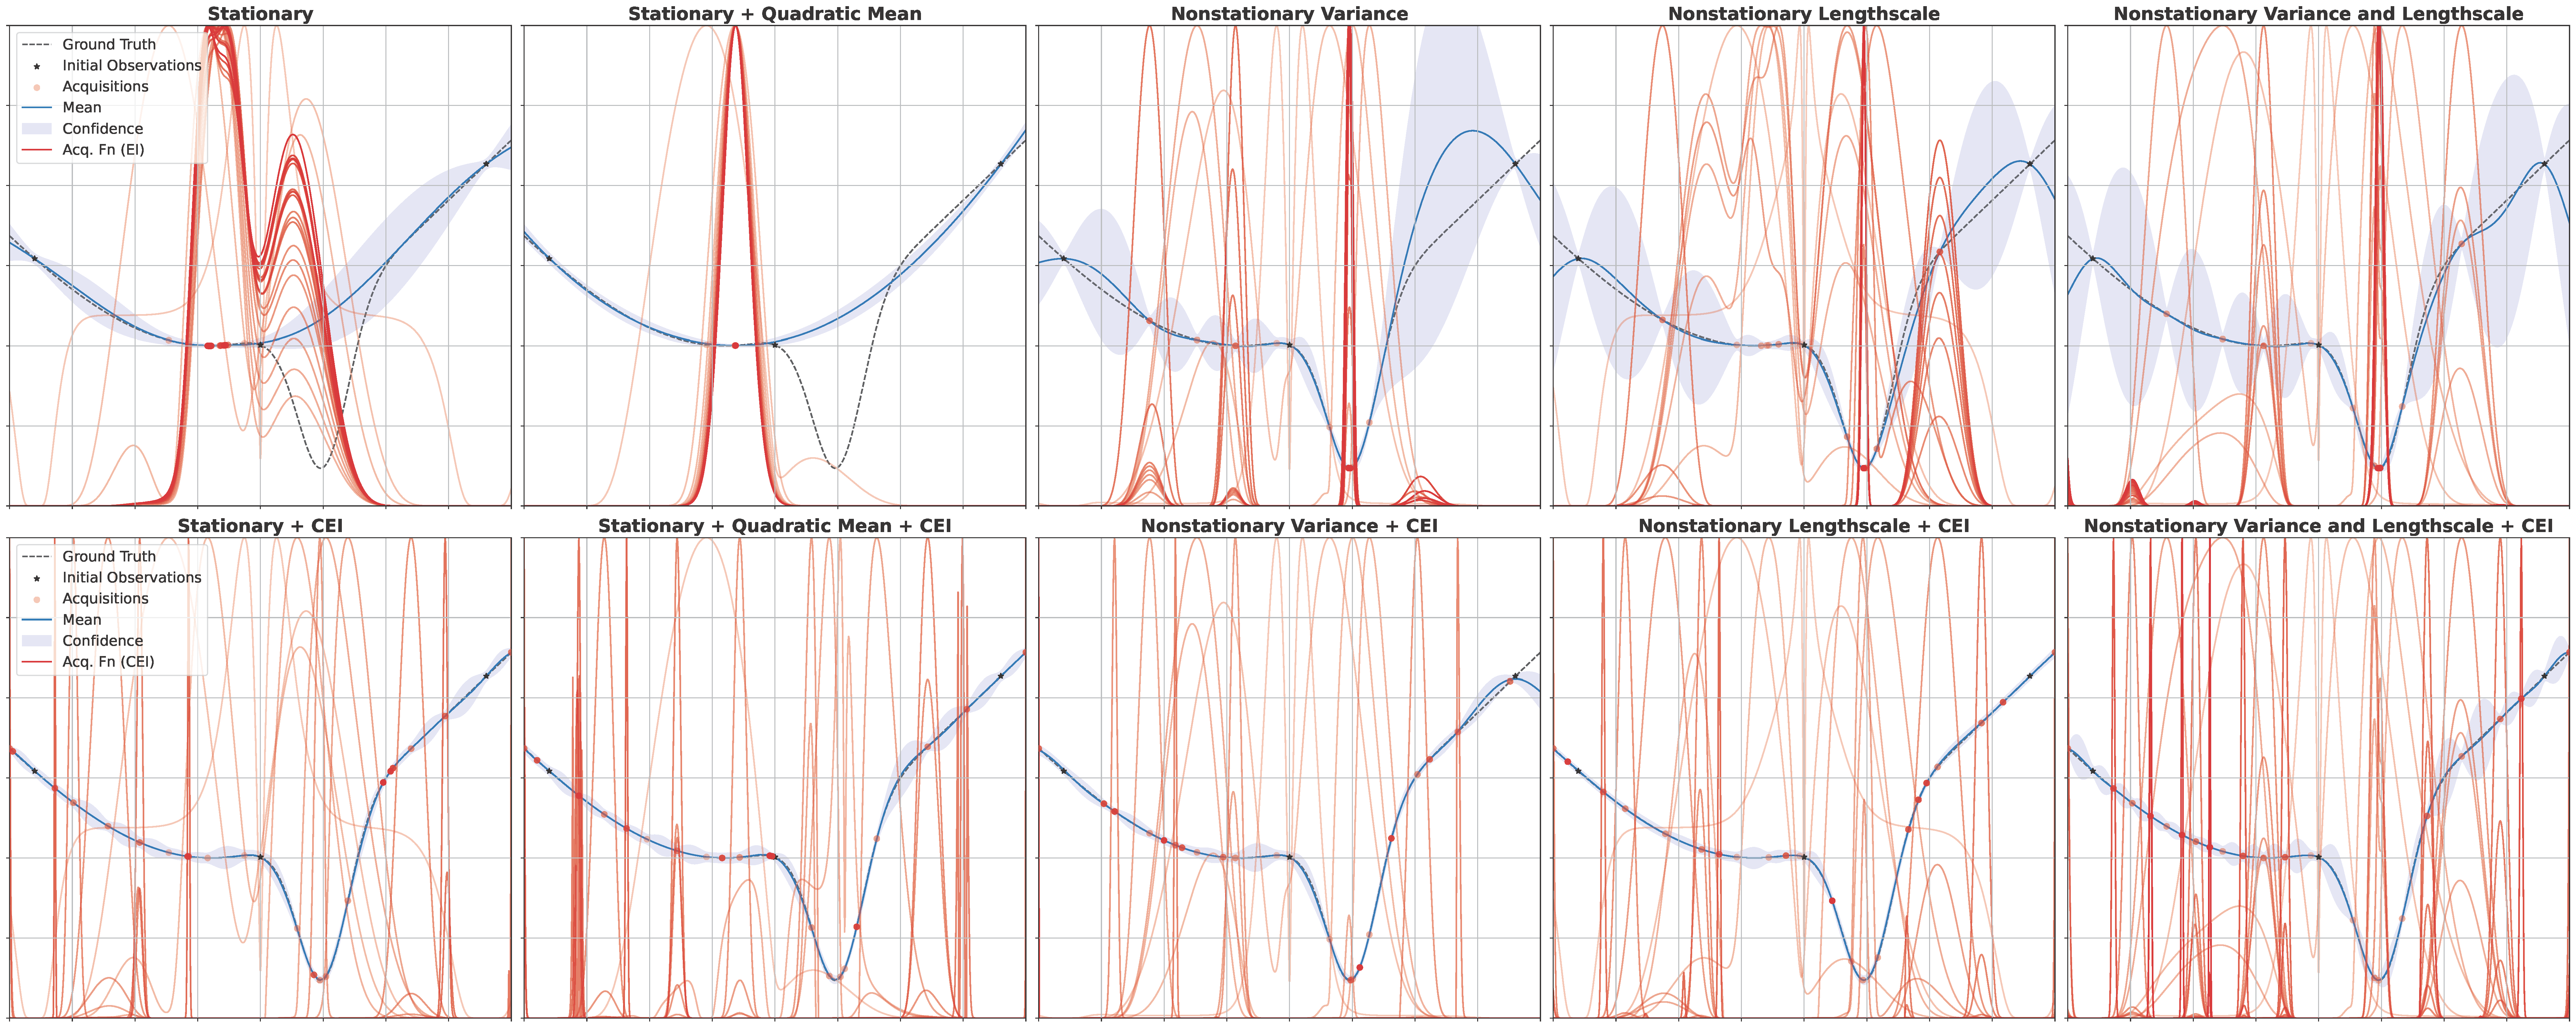 Stationary
Stationary + Quadratic Mean
Nonstationary Variance
Nonstationary Lengthscale
Nonstationary Variance and Lengthscale
Ground Truth
Initial Observations
Acquisitions
Mean
Confidence
Acq. Fn (EI)
Stationary + CEI
Stationary + Quadratic Mean + CEI
Nonstationary Variance + CEI
Nonstationary Lengthscale + CEI
Nonstationary Variance and Lengthscale + CEI
Ground Truth
Initial Observations
Acquisitions
Mean
Confidence
Acq. Fn (CEI)